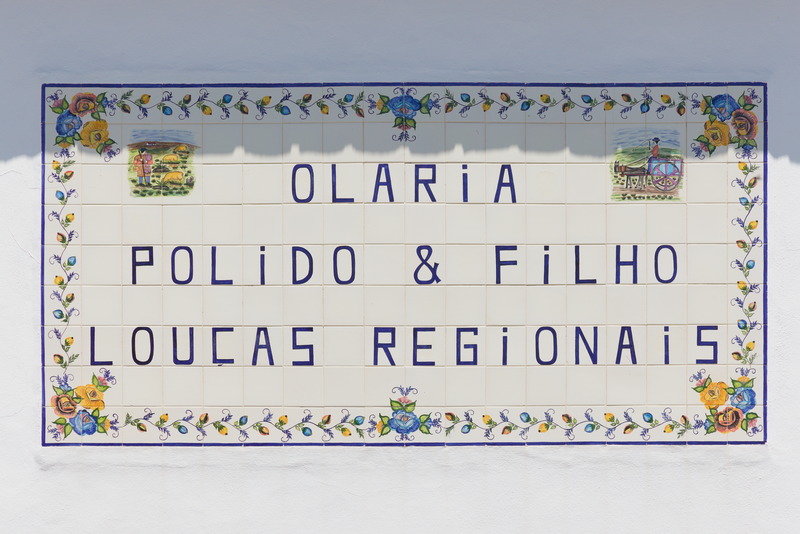 OLARiA
POLiDO & FiLHO
LOUÇAS REGiONAiS